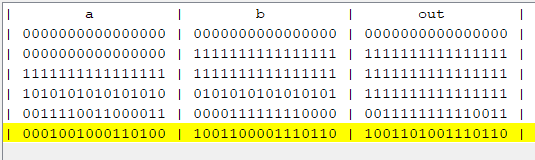 | a | b | out |
| 0000000000000000 | 0000000000000000 | 0000000000000000 |
| 0000000000000000 | 1111111111111111 | 1111111111111111 |
| 1111111111111111 | 1111111111111111 | 1111111111111111 |
| 1010101010101010 | 0101010101010101 | 1111111111111111 |
| 0011110011000011 | 0000111111110000 | 0011111111110011 |
| 0001001000110100 | 1001100001110110 | 1001101001110110 |